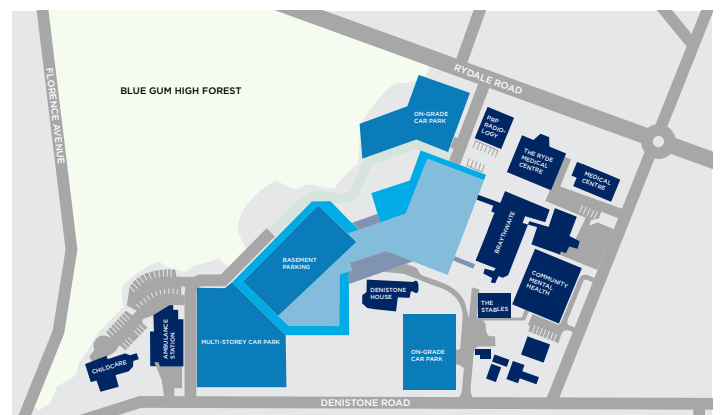 RYDALE ROAD
FLORENCE AVENUE
BLUE GUM HIGH FOREST
ON-GRADE
CAR PARK
PRP
RADIO-
LOGY
THE RYDE
MEDICAL
CENTRE
MEDICAL
CENTRE
BRAYTHWAITE
BASEMENT
PARKING
COMMUNITY
MENTAL
HEALTH
DENISTONE
HOUSE
THE
STABLES
MULTI-STOREY CAR PARK
AMBULANCE
STATION
ON-GRADE
CAR PARK
CHILDCARE
DENISTONE ROAD